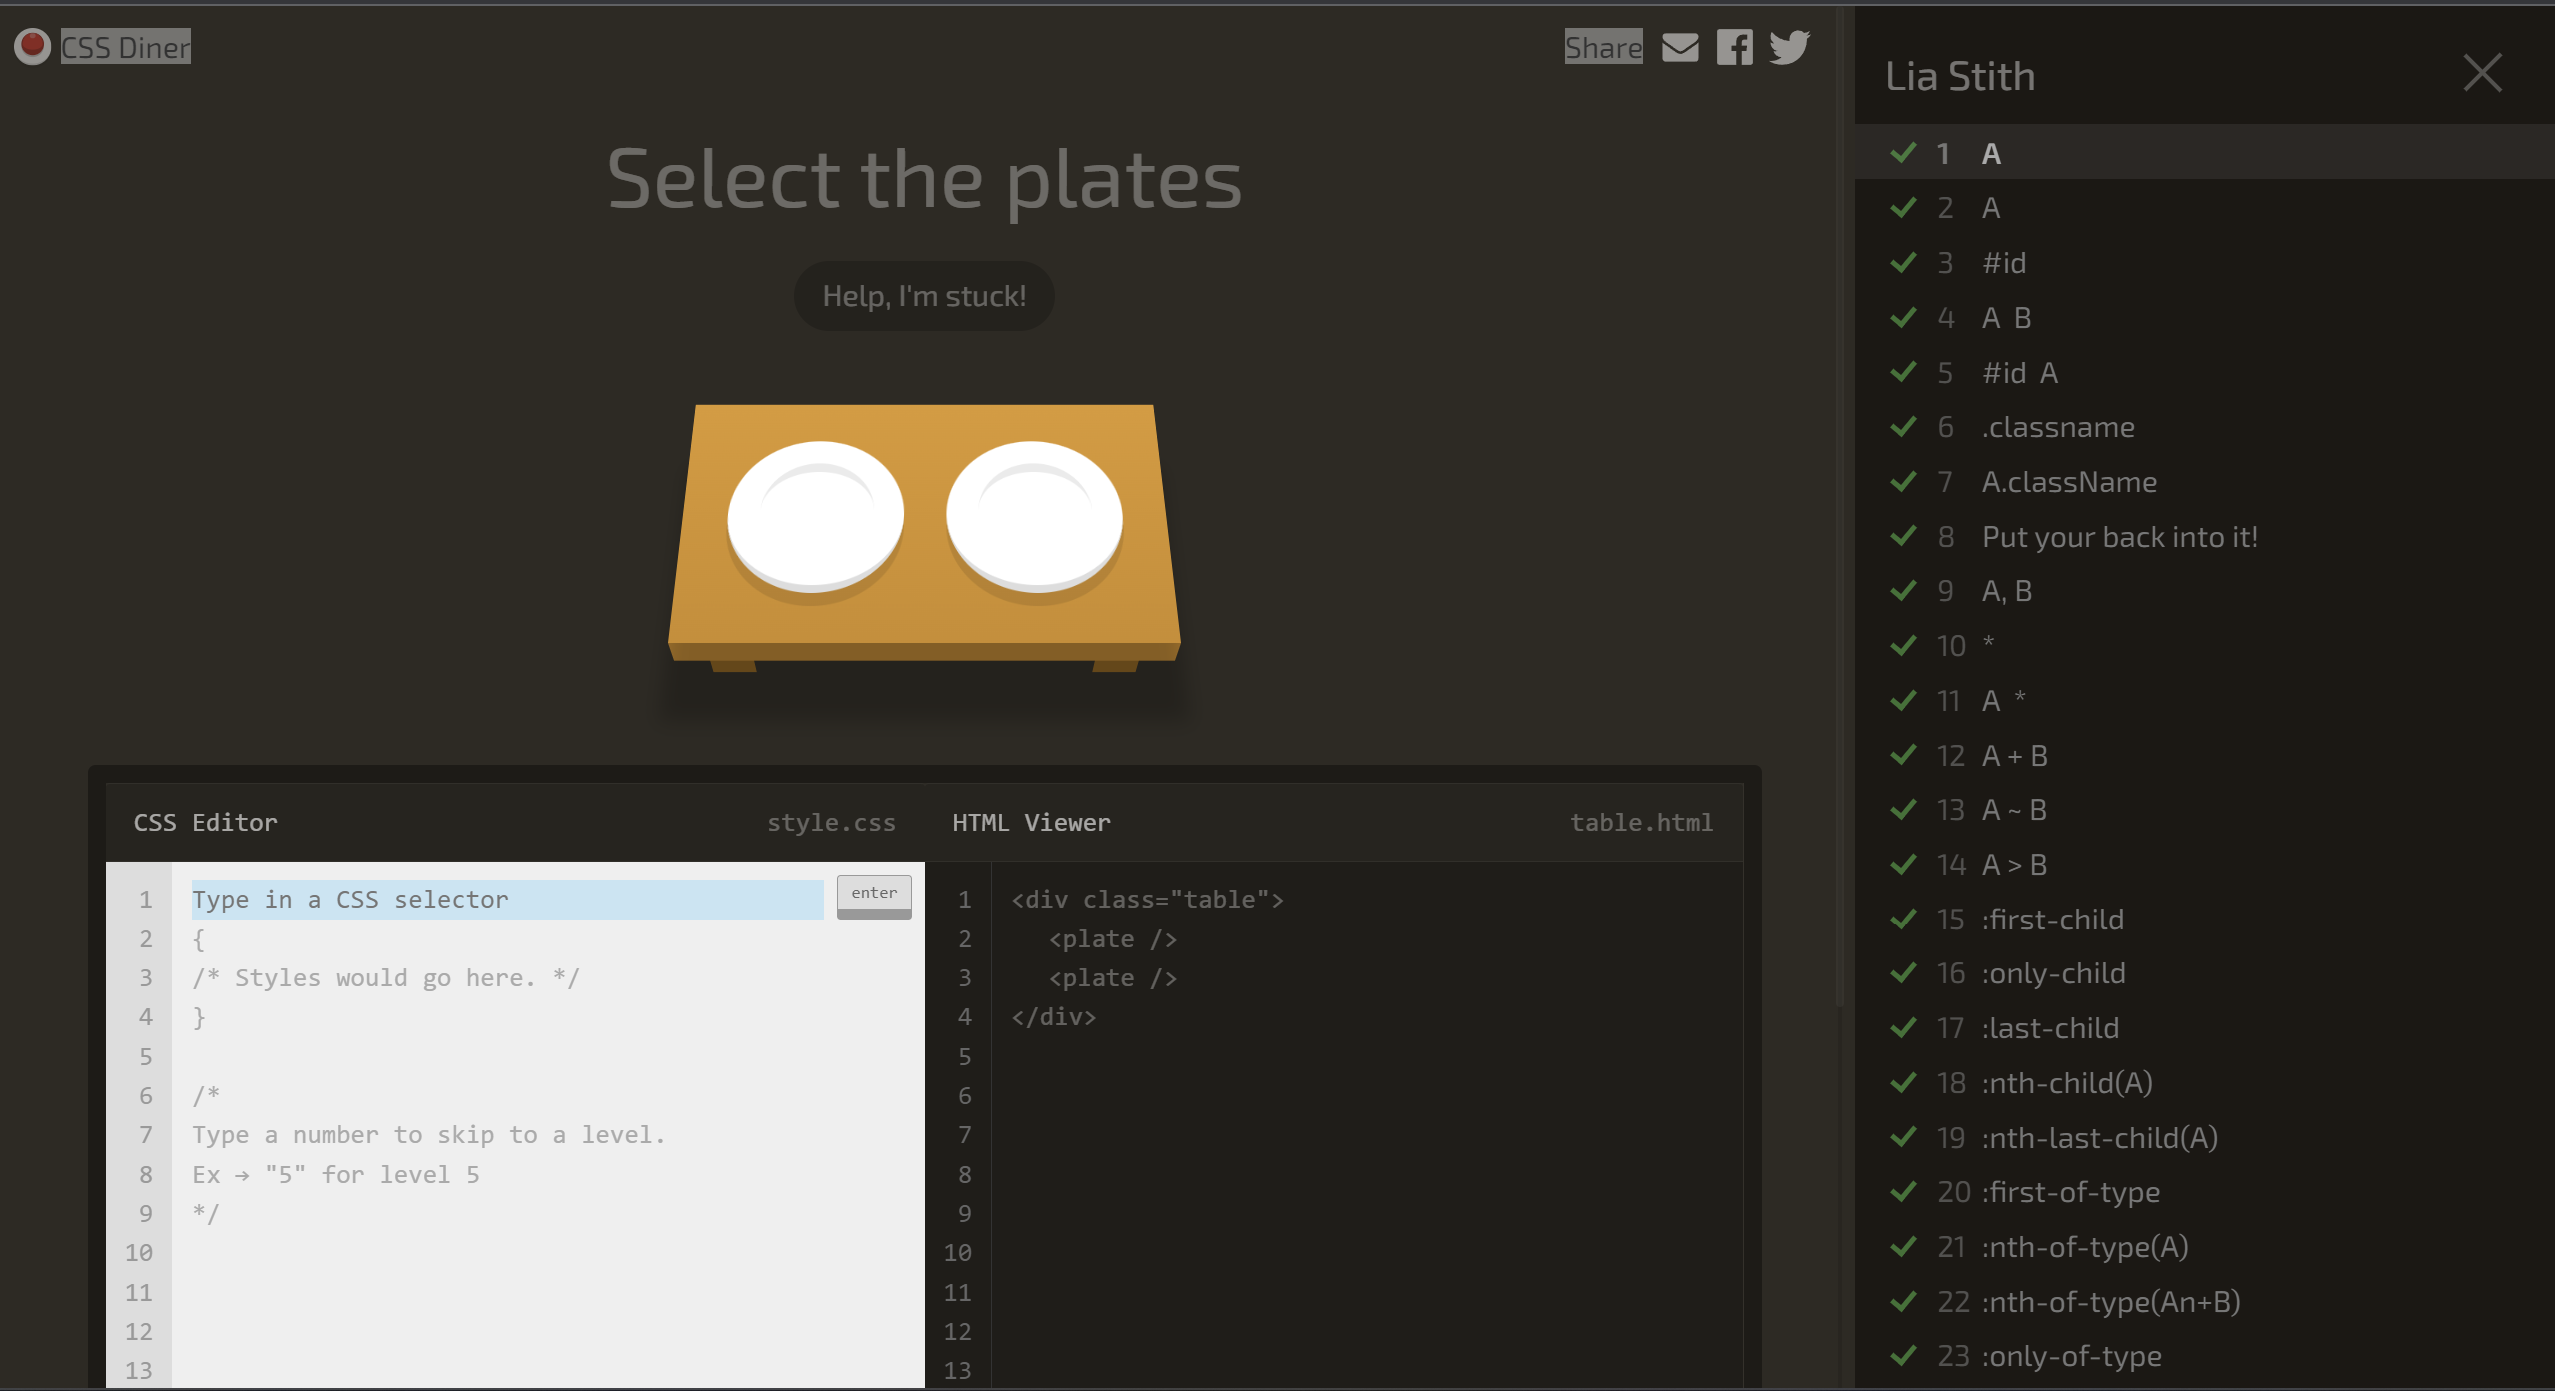 CSS Diner
Share
Select the plates
Help, I'm stuck!
CSS Editor
style.css
1 Type in a CSS selector
enter
2 {
3 /* Styles would go here. */
4 }
5
6 /*
7 Type a number to skip to a level.
8 Ex → "5" for level 5
9 */
10
11
12
13
HTML Viewer
table.html
1 <div class="table">
2 <plate />
3 <plate />
4 </div>
5
6
7
8
9
10
11
12
13
Lia Stith
1 A
2 A
3 #id
4 A B
5 #id A
6 .classname
7 A.className
8 Put your back into it!
9 A, B
10 *
11 A *
12 A + B
13 A ~ B
14 A > B
15 :first-child
16 :only-child
17 :last-child
18 :nth-child(A)
19 :nth-last-child(A)
20 :first-of-type
21 :nth-of-type(A)
22 :nth-of-type(An+B)
23 :only-of-type